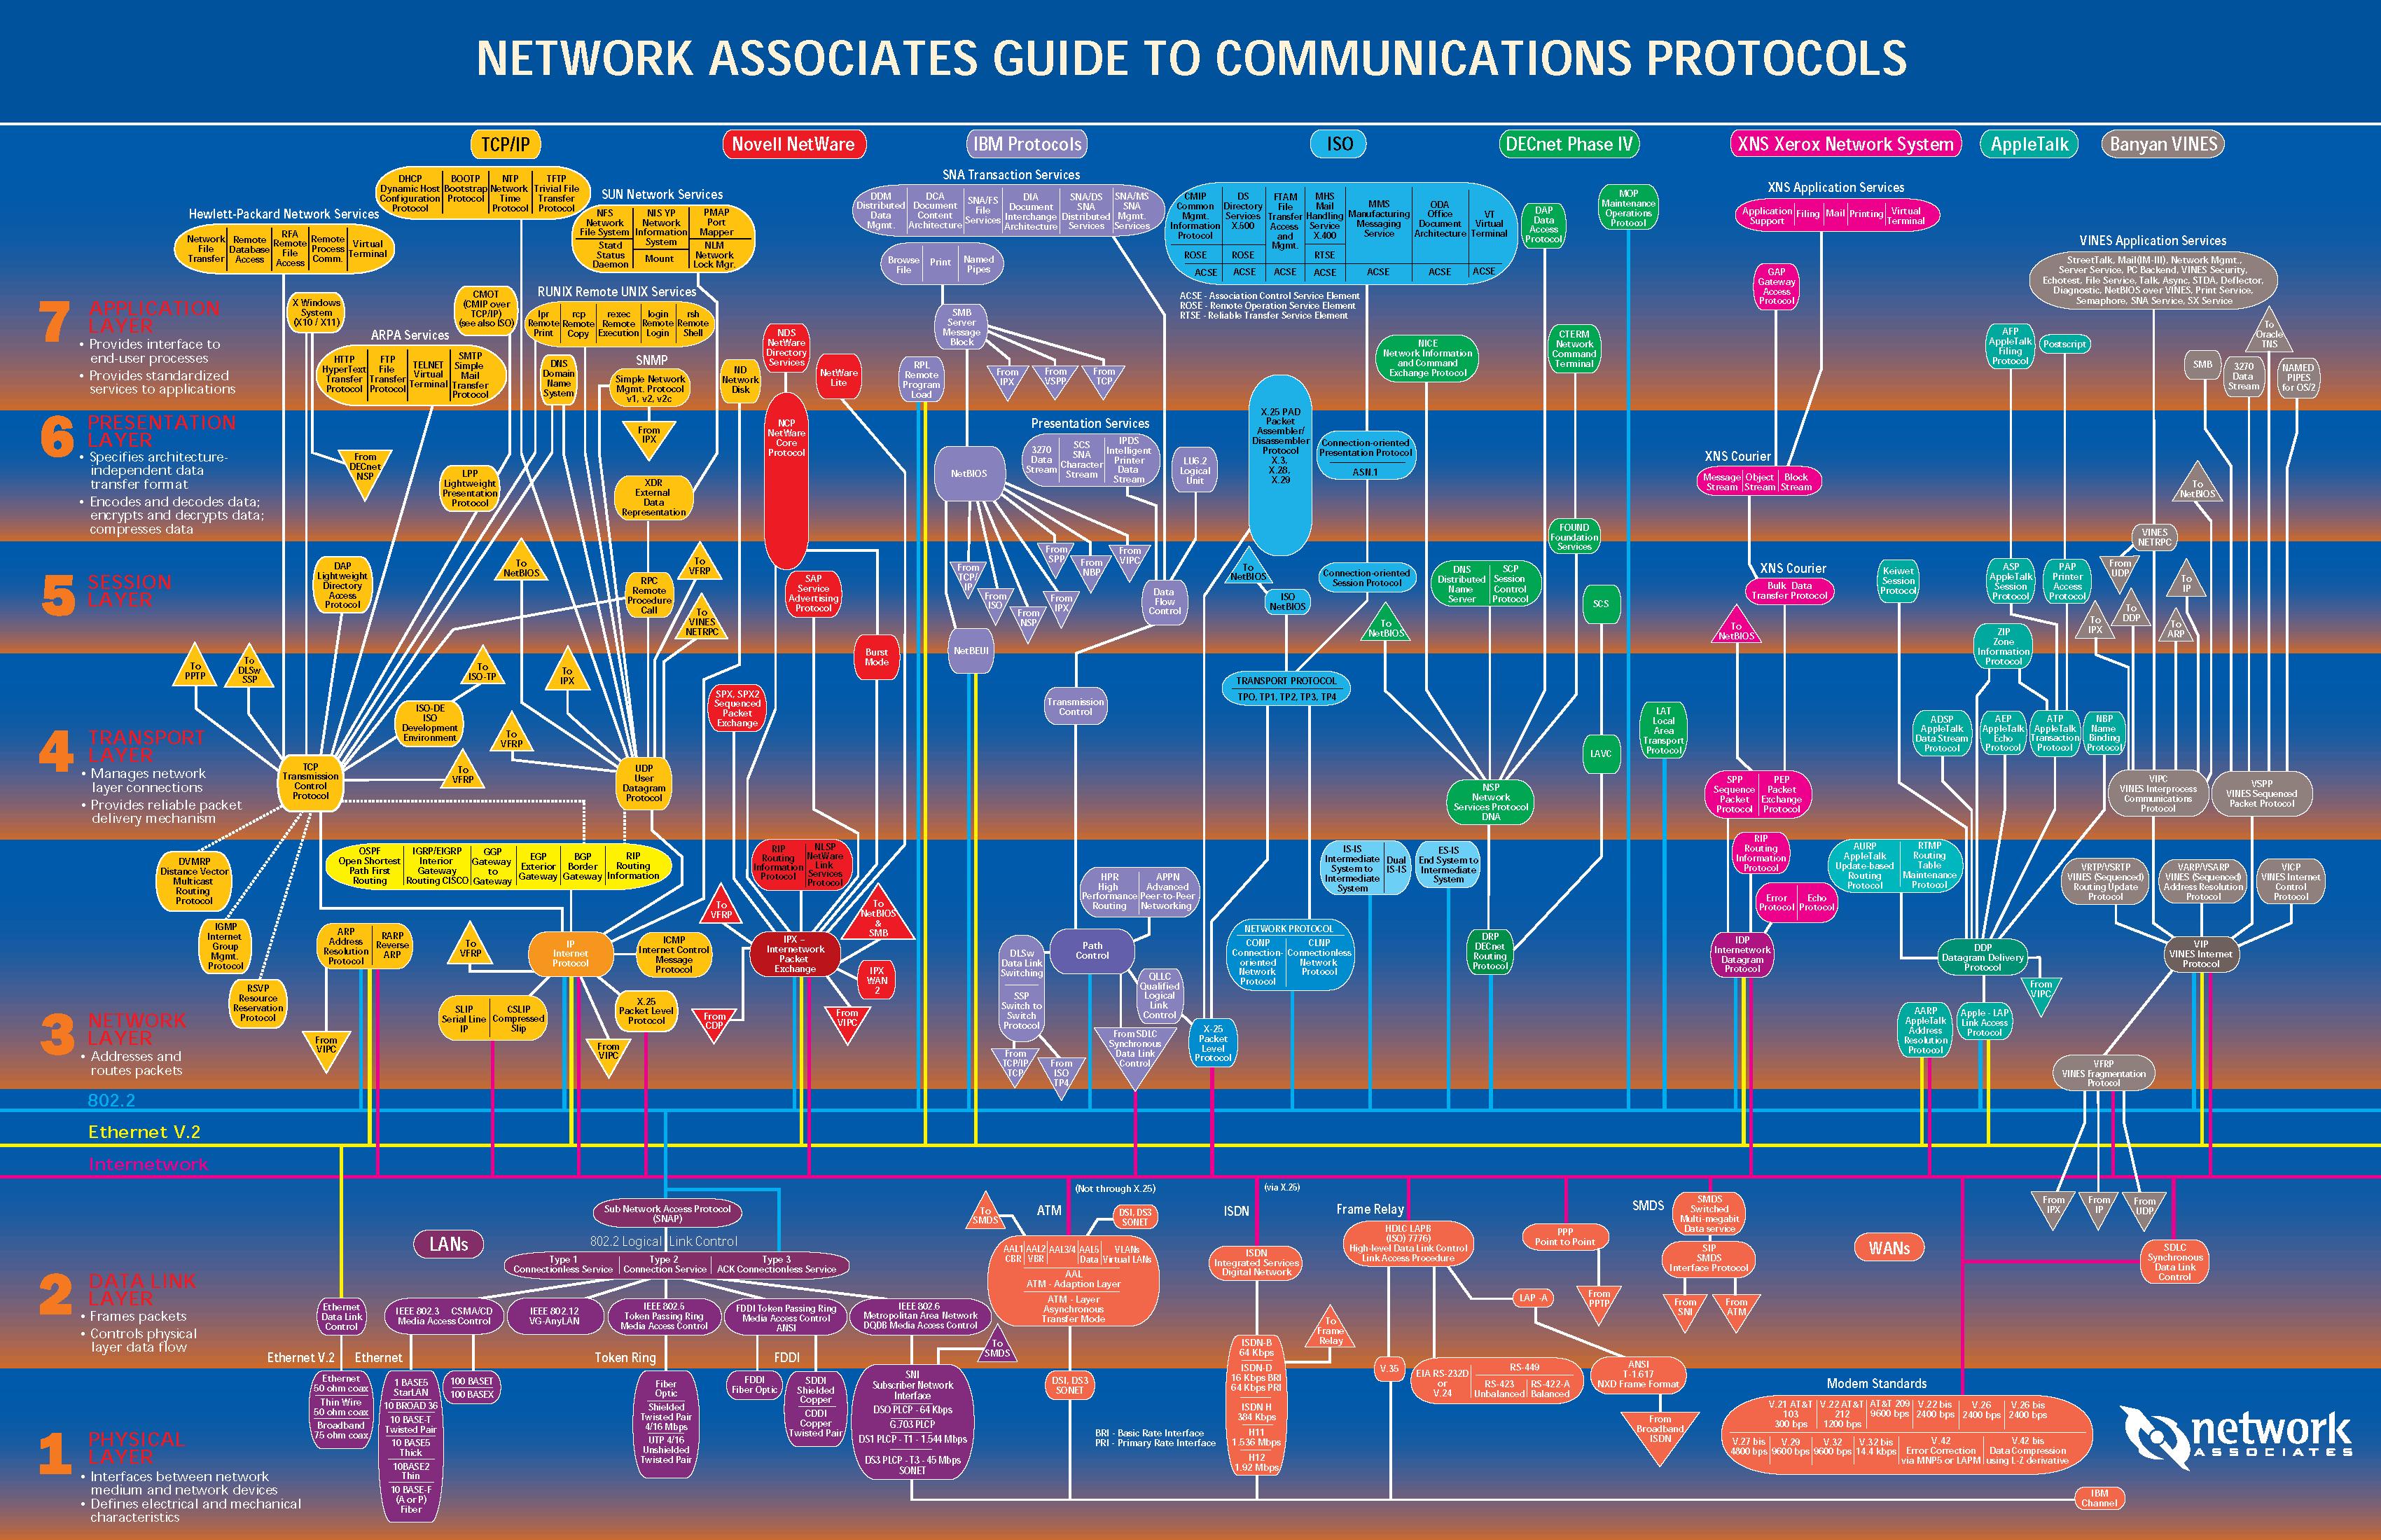 NETWORK ASSOCIATES GUIDE TO COMMUNICATIONS PROTOCOLS
TCP/IP
Novell NetWare
IBM Protocols
ISO
DECnet Phase IV
XNS Xerox Network System
AppleTalk
Banyan VINES
7
APPLICATION
LAYER
• Provides interface to
end-user processes
• Provides standardized
services to applications
6
PRESENTATION
LAYER
• Specifies architecture-
independent data
transfer format
• Encodes and decodes data;
encrypts and decrypts data;
compresses data
5
SESSION
LAYER
4
TRANSPORT
LAYER
• Manages network
layer connections
• Provides reliable packet
delivery mechanism
3
NETWORK
LAYER
• Addresses and
routes packets
802.2
Ethernet V.2
Internetwork
2
DATA LINK
LAYER
• Frames packets
• Controls physical
layer data flow
1
PHYSICAL
LAYER
• Interfaces between network
medium and network devices
• Defines electrical and mechanical
characteristics
Hewlett-Packard Network Services
Network
File
Transfer
Remote
Database
Access
RFA
Remote
File
Access
Remote
Process
Comm.
Virtual
Terminal
DHCP
Dynamic Host
Configuration
Protocol
BOOTP
Bootstrap
Protocol
NTP
Network
Time
Protocol
TFTP
Trivial File
Transfer
Protocol
SUN Network Services
NFS
Network
File System
NIS YP
Network
Information
System
PMAP
Port
Mapper
Statd
Status
Daemon
Mount
NLM
Network
Lock Mgr.
X Windows
System
(X10 / X11)
CMOT
(CMIP over
TCP/IP)
(see also ISO)
RUNIX Remote UNIX Services
lpr
Remote
Print
rcp
Remote
Copy
rexec
Remote
Execution
login
Remote
Login
rsh
Remote
Shell
ARPA Services
HTTP
HyperText
Transfer
Protocol
FTP
File
Transfer
Protocol
TELNET
Virtual
Terminal
SMTP
Simple
Mail
Transfer
Protocol
DNS
Domain
Name
System
SNMP
Simple Network
Mgmt. Protocol
v1, v2, v2c
From
IPX
ND
Network
Disk
From
DECnet
NSP
LPP
Lightweight
Presentation
Protocol
XDR
External
Data
Representation
DAP
Lightweight
Directory
Access
Protocol
To
NetBIOS
RPC
Remote
Procedure
Call
To
VFRP
To
VINES
NETRPC
To
PPTP
To
DLSw
SSP
To
ISO-TP
To
IPX
ISO-DE
ISO
Development
Environment
To
VFRP
To
VFRP
TCP
Transmission
Control
Protocol
UDP
User
Datagram
Protocol
DVMRP
Distance Vector
Multicast
Routing
Protocol
OSPF
Open Shortest
Path First
Routing
IGRP/EIGRP
Interior
Gateway
Routing CISCO
GGP
Gateway
to
Gateway
EGP
Exterior
Gateway
BGP
Border
Gateway
RIP
Routing
Information
IGMP
Internet
Group
Mgmt.
Protocol
ARP
Address
Resolution
Protocol
RARP
Reverse
ARP
To
VFRP
IP
Internet
Protocol
ICMP
Internet Control
Message
Protocol
RSVP
Resource
Reservation
Protocol
From
VIPC
SLIP
Serial Line
IP
CSLIP
Compressed
Slip
X.25
Packet Level
Protocol
From
VIPC
NDS
NetWare
Directory
Services
NetWare
Lite
NCP
NetWare
Core
Protocol
SAP
Service
Advertising
Protocol
Burst
Mode
SPX, SPX2
Sequenced
Packet
Exchange
RIP
Routing
Information
Protocol
NLSP
NetWare
Link
Services
Protocol
To
VFRP
To
NetBIOS
&
SMB
IPX –
Internetwork
Packet
Exchange
IPX
WAN
2
From
CDP
From
VIPC
SNA Transaction Services
DDM
Distributed
Data
Mgmt.
DCA
Document
Content
Architecture
SNA/FS
File
Services
DIA
Document
Interchange
Architecture
SNA/DS
SNA
Distributed
Services
SNA/MS
SNA
Mgmt.
Services
Browse
File
Print
Named
Pipes
SMB
Server
Message
Block
RPL
Remote
Program
Load
From
IPX
From
VSPP
From
TCP
Presentation Services
3270
Data
Stream
SCS
SNA
Character
Stream
IPDS
Intelligent
Printer
Data
Stream
LU6.2
Logical
Unit
NetBIOS
From
TCP/
IP
From
ISO
From
NSP
From
SPP
From
IPX
From
NBP
From
VIPC
Data
Flow
Control
NetBEUI
Transmission
Control
HPR
High
Performance
Routing
APPN
Advanced
Peer-to-Peer
Networking
DLSw
Data Link
Switching
SSP
Switch to
Switch
Protocol
Path
Control
QLLC
Qualified
Logical
Link
Control
From
TCP/IP
TCP
From
ISO
TP4
From SDLC
Synchronous
Data Link
Control
CMIP
Common
Mgmt.
Information
Protocol
DS
Directory
Services
X.500
FTAM
File
Transfer
Access
and
Mgmt.
MHS
Mail
Handling
Service
X.400
MMS
Manufacturing
Messaging
Service
ODA
Office
Document
Architecture
VT
Virtual
Terminal
ROSE
ROSE
RTSE
ACSE
ACSE
ACSE
ACSE
ACSE
ACSE
ACSE
ACSE - Association Control Service Element
ROSE - Remote Operation Service Element
RTSE - Reliable Transfer Service Element
X.25 PAD
Packet
Assembler/
Disassembler
Protocol
X.3,
X.28,
X.29
Connection-oriented
Presentation Protocol
ASN.1
To
NetBIOS
ISO
NetBIOS
Connection-oriented
Session Protocol
TRANSPORT PROTOCOL
TPO, TP1, TP2, TP3, TP4
IS-IS
Intermediate
System to
Intermediate
System
Dual
IS-IS
ES-IS
End System to
Intermediate
System
NETWORK PROTOCOL
CONP
Connection-
oriented
Network
Protocol
CLNP
Connectionless
Network
Protocol
X-25
Packet
Level
Protocol
DAP
Data
Access
Protocol
MOP
Maintenance
Operations
Protocol
NICE
Network Information
and Command
Exchange Protocol
CTERM
Network
Command
Terminal
FOUND
Foundation
Services
DNS
Distributed
Name
Server
SCP
Session
Control
Protocol
SCS
To
NetBIOS
LAT
Local
Area
Transport
Protocol
LAVC
NSP
Network
Services Protocol
DNA
DRP
DECnet
Routing
Protocol
XNS Application Services
Application
Support
Filing
Mail
Printing
Virtual
Terminal
GAP
Gateway
Access
Protocol
XNS Courier
Message
Stream
Object
Stream
Block
Stream
XNS Courier
Bulk Data
Transfer Protocol
To
NetBIOS
SPP
Sequence
Packet
Protocol
PEP
Packet
Exchange
Protocol
RIP
Routing
Information
Protocol
Error
Protocol
Echo
Protocol
IDP
Internetwork
Datagram
Protocol
AFP
AppleTalk
Filing
Protocol
Postscript
Keiwet
Session
Protocol
ASP
AppleTalk
Session
Protocol
PAP
Printer
Access
Protocol
ZIP
Zone
Information
Protocol
ADSP
AppleTalk
Data Stream
Protocol
AEP
AppleTalk
Echo
Protocol
ATP
AppleTalk
Transaction
Protocol
NBP
Name
Binding
Protocol
AURP
AppleTalk
Update-based
Routing
Protocol
RTMP
Routing
Table
Maintenance
Protocol
DDP
Datagram Delivery
Protocol
From
VIPC
AARP
AppleTalk
Address
Resolution
Protocol
Apple - LAP
Link Access
Protocol
VINES Application Services
StreetTalk, Mail(IM-III), Network Mgmt.,
Server Service, PC Backend, VINES Security,
Echotest, File Service, Talk, Async, STDA, Deflector,
Diagnostic, NetBIOS over VINES, Print Service,
Semaphore, SNA Service, SX Service
To
Oracle
TNS
SMB
3270
Data
Stream
NAMED
PIPES
for OS/2
To
NetBIOS
VINES
NETRPC
From
UDP
To
IP
To
DDP
To
IPX
To
ARP
VIPC
VINES Interprocess
Communications
Protocol
VSPP
VINES Sequenced
Packet Protocol
VRTP/VSRTP
VINES (Sequenced)
Routing Update
Protocol
VARP/VSARP
VINES (Sequenced)
Address Resolution
Protocol
VICP
VINES Internet
Control
Protocol
VIP
VINES Internet
Protocol
VFRP
VINES Fragmentation
Protocol
From
IPX
From
IP
From
UDP
LANs
Sub Network Access Protocol
(SNAP)
802.2 Logical Link Control
Type 1
Connectionless Service
Type 2
Connection Service
Type 3
ACK Connectionless Service
Ethernet
Data Link
Control
IEEE 802.3 CSMA/CD
Media Access Control
IEEE 802.12
VG-AnyLAN
IEEE 802.5
Token Passing Ring
Media Access Control
FDDI Token Passing Ring
Media Access Control
ANSI
IEEE 802.6
Metropolitan Area Network
DQDB Media Access Control
To
SMDS
Ethernet V.2
Ethernet
Token Ring
FDDI
Ethernet
50 ohm coax
Thin Wire
50 ohm coax
Broadband
75 ohm coax
1 BASE5
StarLAN
10 BROAD 36
10 BASE-T
Twisted Pair
10 BASE5
Thick
10BASE2
Thin
10 BASE-F
(A or P)
Fiber
100 BASET
100 BASEX
Fiber
Optic
Shielded
Twisted Pair
4/16 Mbps
UTP 4/16
Unshielded
Twisted Pair
FDDI
Fiber Optic
SDDI
Shielded
Copper
CDDI
Copper
Twisted Pair
SNI
Subscriber Network
Interface
DSO PLCP - 64 Kbps
G.703 PLCP
DS1 PLCP - T1 - 1.544 Mbps
DS3 PLCP - T3 - 45 Mbps
SONET
(Not through X.25)
To
SMDS
ATM
DSI, DS3
SONET
AAL1
CBR
AAL2
VBR
AAL3/4
AAL5
Data
VLANs
Virtual LANs
AAL
ATM - Adaption Layer
ATM - Layer
Asynchronous
Transfer Mode
DSI, DS3
SONET
(via X.25)
ISDN
ISDN
Integrated Services
Digital Network
To
Frame
Relay
ISDN-B
64 Kbps
ISDN-D
16 Kbps BRI
64 Kbps PRI
ISDN H
384 Kbps
H11
1.536 Mbps
H12
1.92 Mbps
BRI - Basic Rate Interface
PRI - Primary Rate Interface
Frame Relay
HDLC LAPB
(ISO) 7776)
High-level Data Link Control
Link Access Procedure
LAP -A
V.35
EIA RS-232D
or
V.24
RS-449
RS-423
Unbalanced
RS-422-A
Balanced
ANSI
T-1.617
NXD Frame Format
From
Broadband
ISDN
PPP
Point to Point
From
PPTP
SMDS
SMDS
Switched
Multi-megabit
Data service
SIP
SMDS
Interface Protocol
From
SNI
From
ATM
WANs
SDLC
Synchronous
Data Link
Control
Modem Standards
V.21 AT&T
103
300 bps
V.22 AT&T
212
1200 bps
AT&T 209
9600 bps
V.22 bis
2400 bps
V.26
2400 bps
V.26 bis
2400 bps
V.27 bis
4800 bps
V.29
9600 bps
V.32
9600 bps
V.32 bis
14.4 kbps
V.42
Error Correction
via MNP5 or LAPM
V.42 bis
Data Compression
using L-Z derivative
IBM
Channel
network
ASSOCIATES